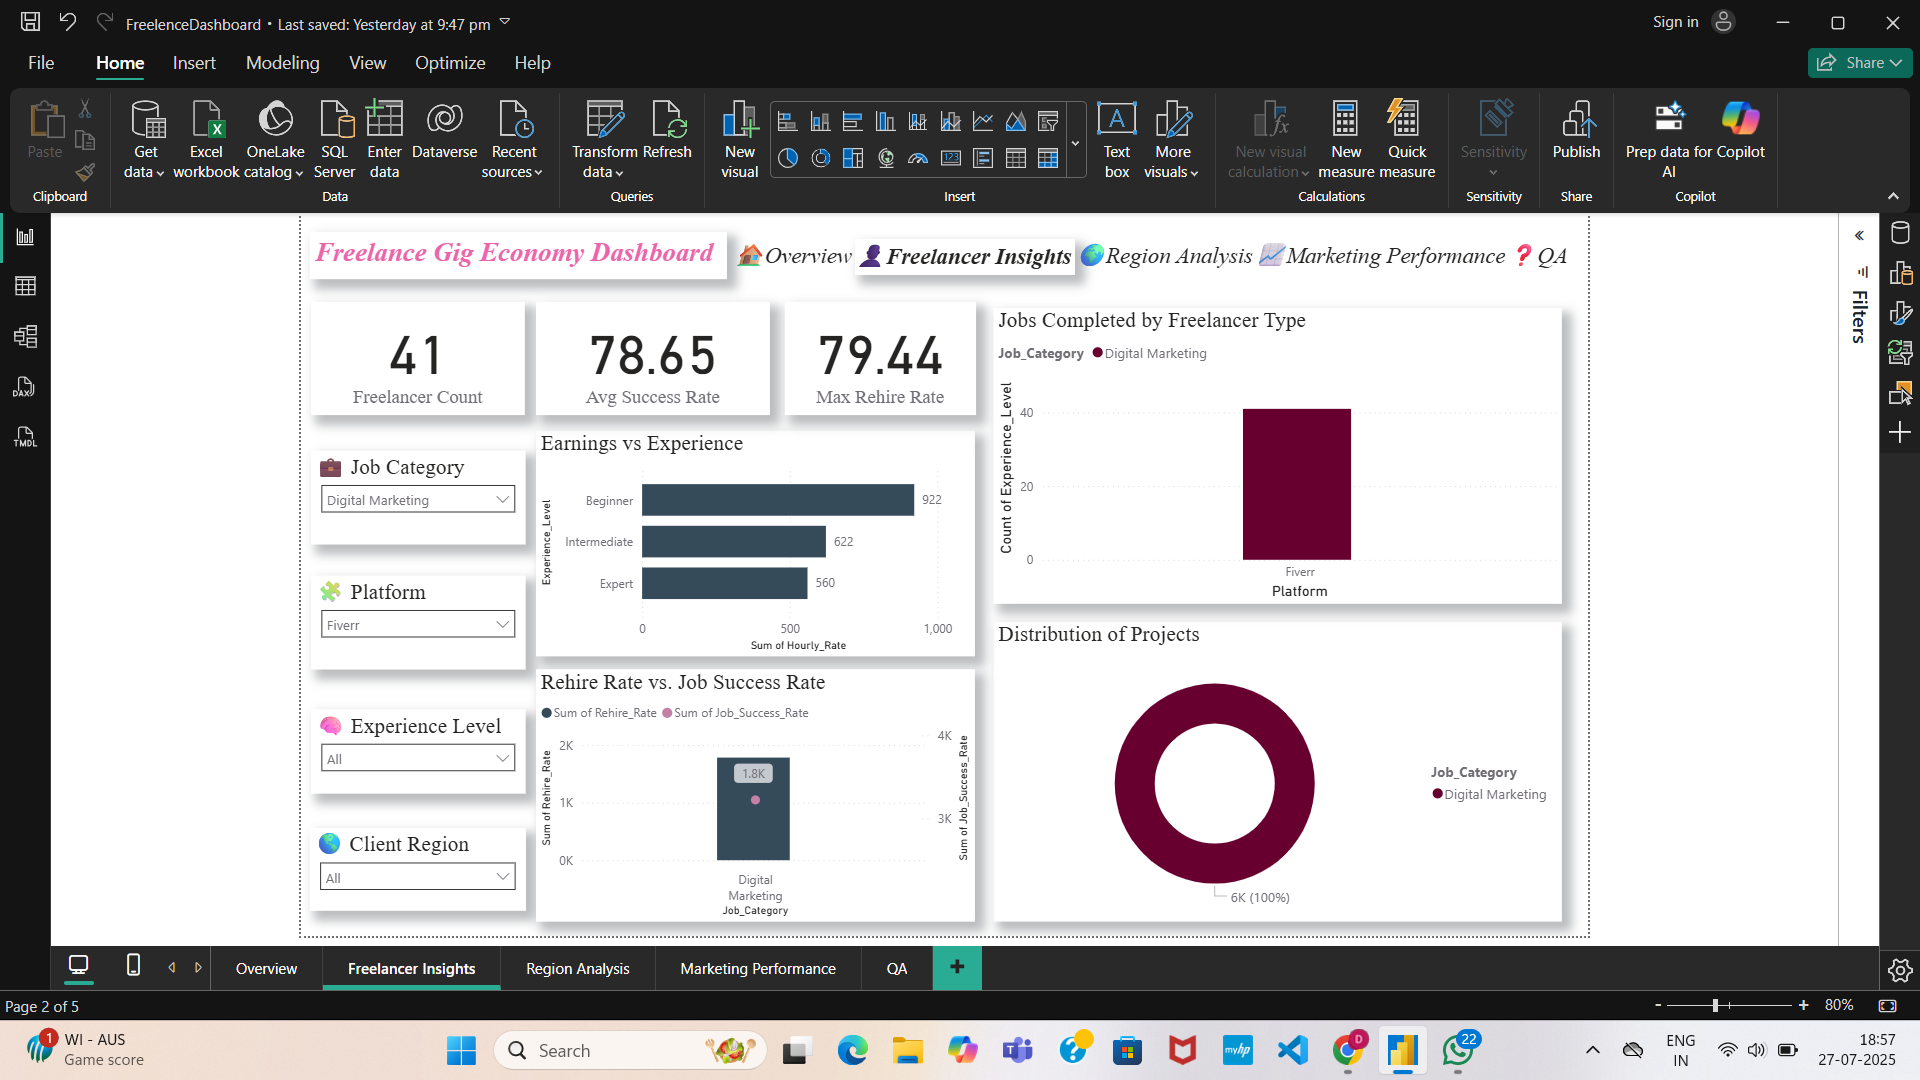 FreelenceDashboard • Last saved: Yesterday at 9:47 pm
Sign in
File Home Insert Modeling View Optimize Help
Share
Paste
Clipboard
Get data
Excel workbook
OneLake catalog
SQL Server
Enter data
Dataverse
Recent sources
Data
Transform data
Refresh
Queries
New visual
Text box
More visuals
Insert
New visual calculation
New measure
Quick measure
Calculations
Sensitivity
Sensitivity
Publish
Share
Prep data for AI
Copilot
Copilot
DAX
TMDL
Freelance Gig Economy Dashboard
Overview
Freelancer Insights
Region Analysis
Marketing Performance
QA
Filters
41
Freelancer Count
78.65
Avg Success Rate
79.44
Max Rehire Rate
Job Category
Digital Marketing
Platform
Fiverr
Experience Level
All
Client Region
All
Earnings vs Experience
Experience_Level
Beginner 922
Intermediate 622
Expert 560
0 500 1,000
Sum of Hourly_Rate
Rehire Rate vs. Job Success Rate
Sum of Rehire_Rate Sum of Job_Success_Rate
Sum of Rehire_Rate
2K
1K
0K
1.8K
4K
3K
Sum of Job_Success_Rate
Digital
Marketing
Job_Category
Jobs Completed by Freelancer Type
Job_Category Digital Marketing
Count of Experience_Level
40
20
0
Fiverr
Platform
Distribution of Projects
Job_Category
Digital Marketing
6K (100%)
Overview Freelancer Insights Region Analysis Marketing Performance QA +
Page 2 of 5
- + 80%
1
WI - AUS
Game score
Search
myhp
D
22
ENG
IN
18:57
27-07-2025